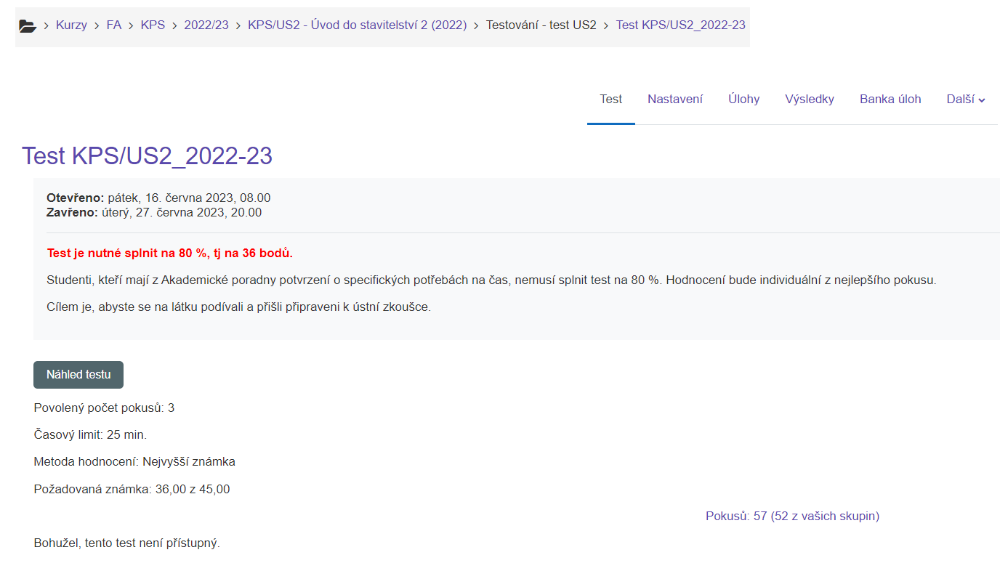 Kurzy > FA > KPS > 2022/23 > KPS/US2 - Úvod do stavitelství 2 (2022) > Testování - test US2 > Test KPS/US2_2022-23
Test Nastavení Úlohy Výsledky Banka úloh Další
Test KPS/US2_2022-23
Otevřeno: pátek, 16. června 2023, 08.00
Zavřeno: úterý, 27. června 2023, 20.00
Test je nutné splnit na 80 %, tj na 36 bodů.
Studenti, kteří mají z Akademické poradny potvrzení o specifických potřebách na čas, nemusí splnit test na 80 %. Hodnocení bude individuální z nejlepšího pokusu.
Cílem je, abyste se na látku podívali a přišli připraveni k ústní zkoušce.
Náhled testu
Povolený počet pokusů: 3
Časový limit: 25 min.
Metoda hodnocení: Nejvyšší známka
Požadovaná známka: 36,00 z 45,00
Pokusů: 57 (52 z vašich skupin)
Bohužel, tento test není přístupný.